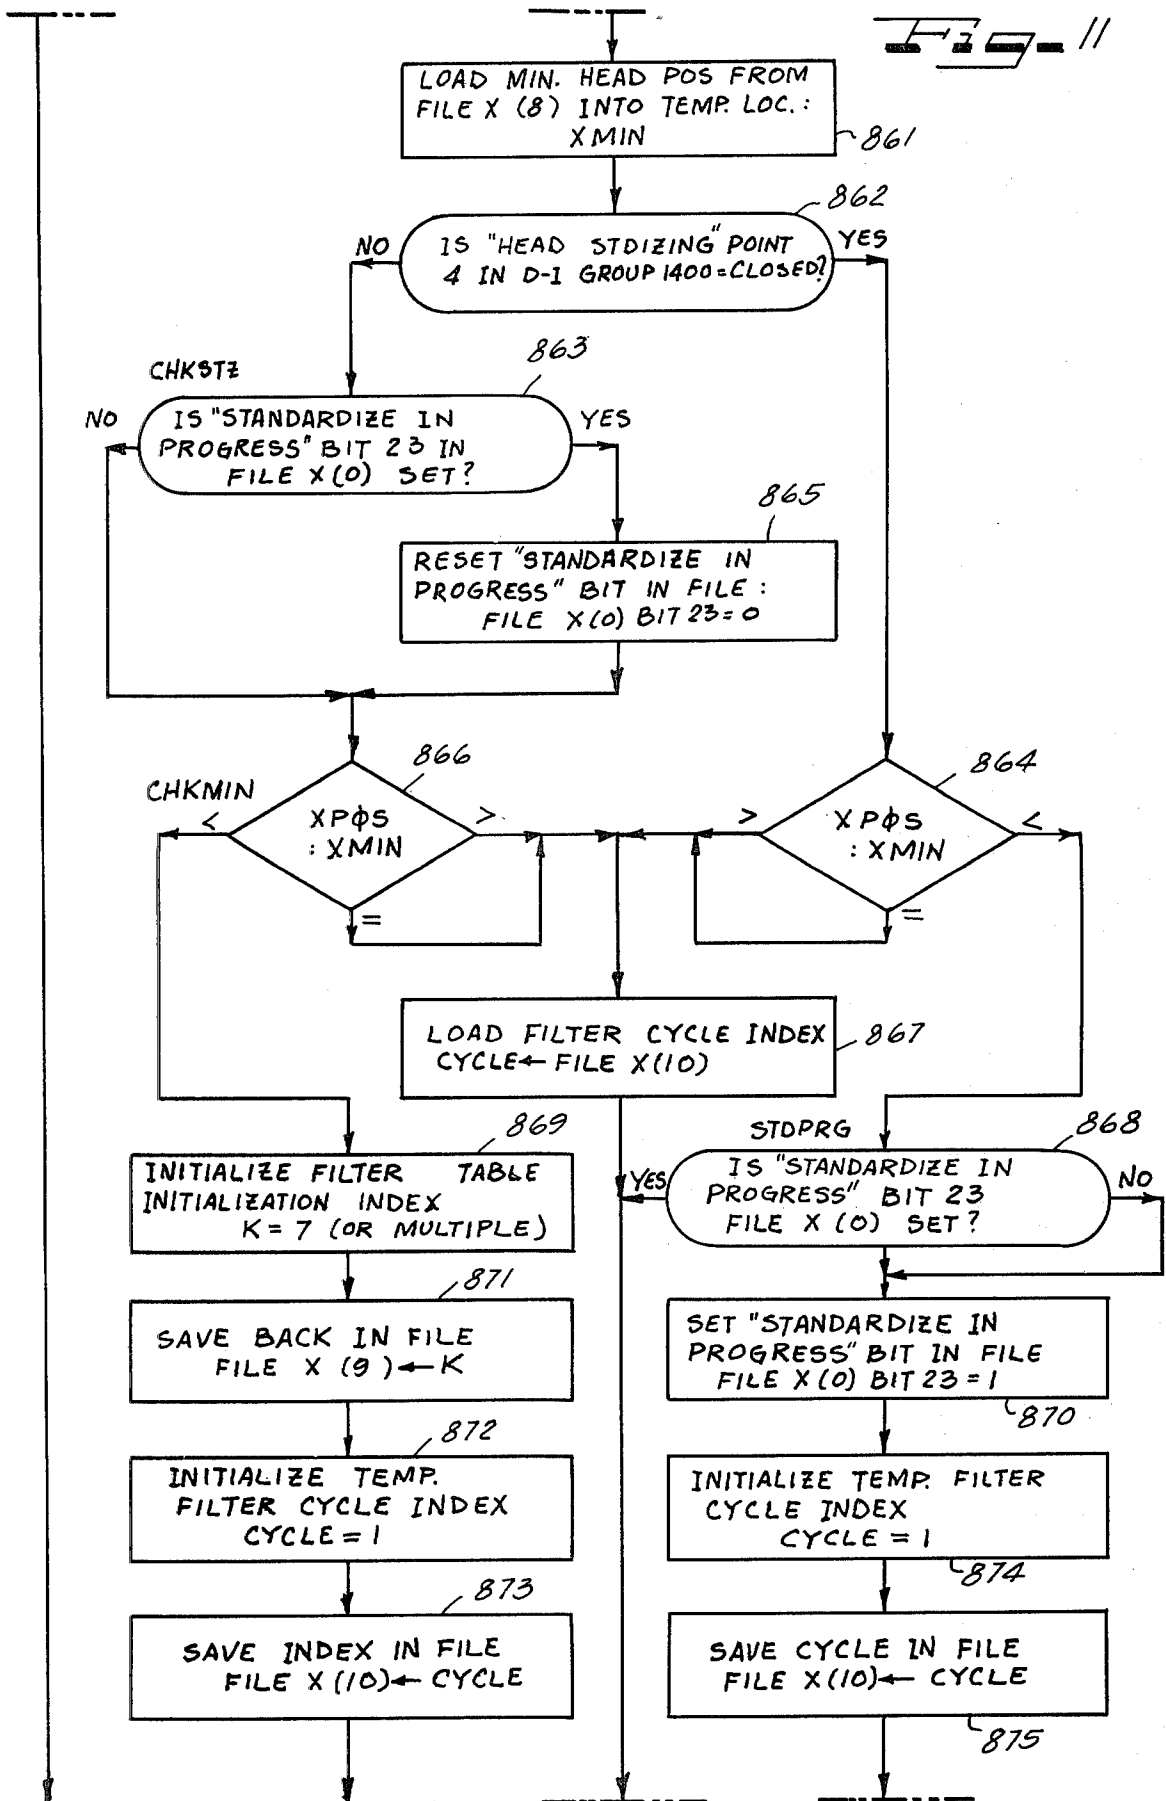 Fig-11
LOAD MIN. HEAD POS FROM
FILE X (8) INTO TEMP. LOC.:
XMIN
861
862
IS "HEAD STDIZING" POINT
4 IN D-I GROUP 1400=CLOSED?
NO
YES
863
CHKSTZ
IS "STANDARDIZE IN
PROGRESS" BIT 23 IN
FILE X(0) SET?
NO
YES
865
RESET "STANDARDIZE IN
PROGRESS" BIT IN FILE :
FILE X(0) BIT 23=0
866
CHKMIN
XPΦS
: XMIN
<
>
=
864
XPΦS
: XMIN
>
<
=
LOAD FILTER CYCLE INDEX
CYCLE← FILE X(10)
867
869
INITIALIZE FILTER TABLE
INITIALIZATION INDEX
K=7 (OR MULTIPLE)
STDPRG
868
IS "STANDARDIZE IN
PROGRESS" BIT 23
FILE X (0) SET?
YES
NO
871
SAVE BACK IN FILE
FILE X (9)←K
SET "STANDARDIZE IN
PROGRESS" BIT IN FILE
FILE X(0) BIT 23=1
870
872
INITIALIZE TEMP.
FILTER CYCLE INDEX
CYCLE=1
INITIALIZE TEMP. FILTER
CYCLE INDEX
CYCLE=1
874
873
SAVE INDEX IN FILE
FILE X(10)← CYCLE
SAVE CYCLE IN FILE
FILE X(10)← CYCLE
875